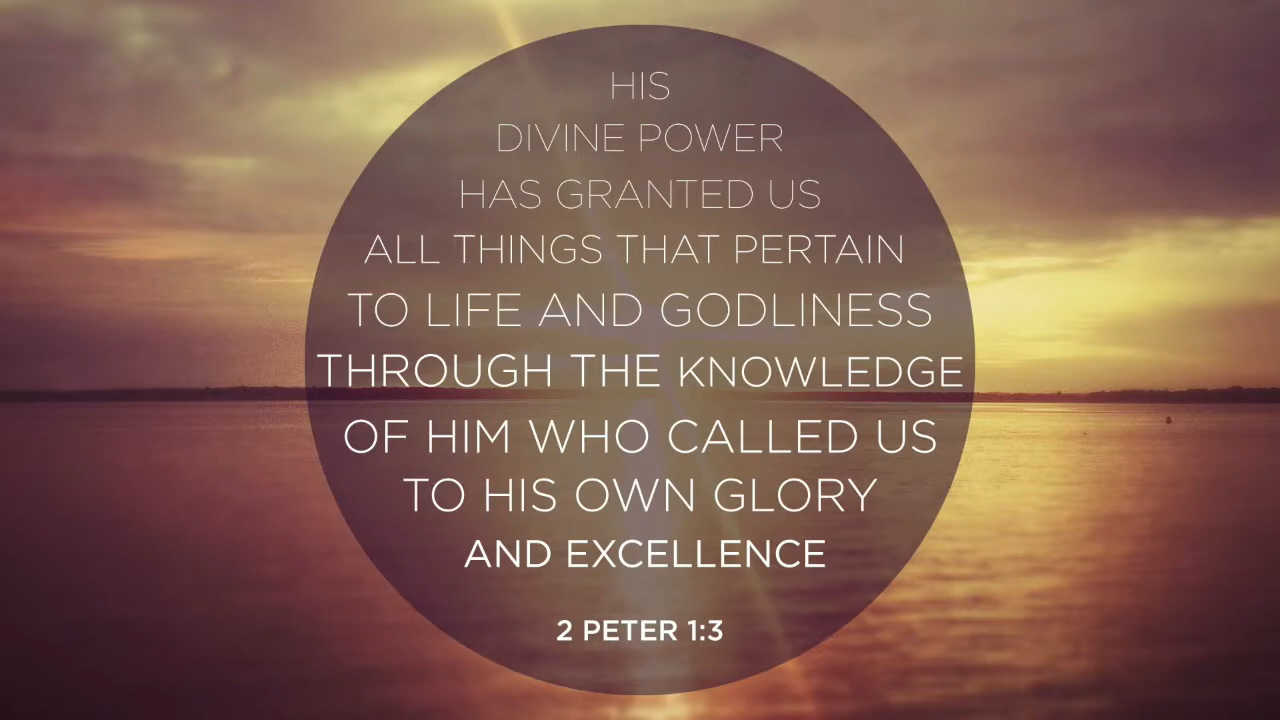 HIS
DIVINE POWER
HAS GRANTED US
ALL THINGS THAT PERTAIN
TO LIFE AND GODLINESS
THROUGH THE KNOWLEDGE
OF HIM WHO CALLED US
TO HIS OWN GLORY
AND EXCELLENCE
2 PETER 1:3